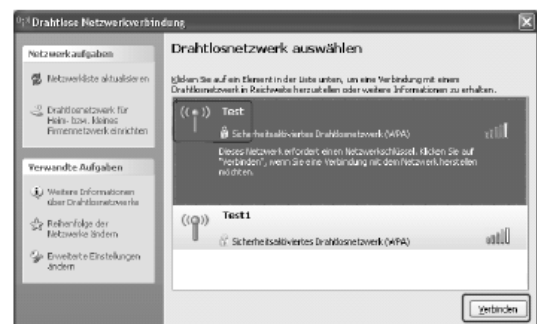 Drahtlose Netzwerkverbindung
Netzwerkaufgaben
Netzwerkliste aktualisieren
Drahtlosnetzwerk für
Heim- bzw. kleines
Firmennetzwerk einrichten
Verwandte Aufgaben
Weitere Informationen
über Drahtlosnetzwerke
Reihenfolge der
Netzwerke ändern
Erweiterte Einstellungen
ändern
Drahtlosnetzwerk auswählen
Klicken Sie auf ein Element in der Liste unten, um eine Verbindung mit einem
Drahtlosnetzwerk in Reichweite herzustellen oder weitere Informationen zu erhalten.
Test
Sicherheitsaktiviertes Drahtlosnetzwerk (WPA)
Dieses Netzwerk erfordert einen Netzwerkschlüssel. Klicken Sie auf
"Verbinden", wenn Sie eine Verbindung mit dem Netzwerk herstellen
möchten.
Test1
Sicherheitsaktiviertes Drahtlosnetzwerk (WPA)
Verbinden